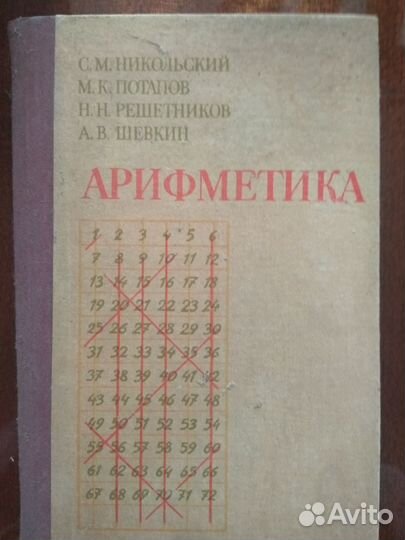 С. М. НИКОЛЬСКИЙ
М. К. ПОТАПОВ
Н. Н. РЕШЕТНИКОВ
А. В. ШЕВКИН
АРИФМЕТИКА
1 2 3 4 5 6
7 8 9 10 11 12
13 14 15 16 17 18
19 20 21 22 23 24
25 26 27 28 29 30
31 32 33 34 35 36
37 38 39 40 41 42
43 44 45 46 47 48
49 50 51 52 53 54
55 56 57 58 59 60
61 62 63 64 65 66
67 68 69 70 71 72
Avito